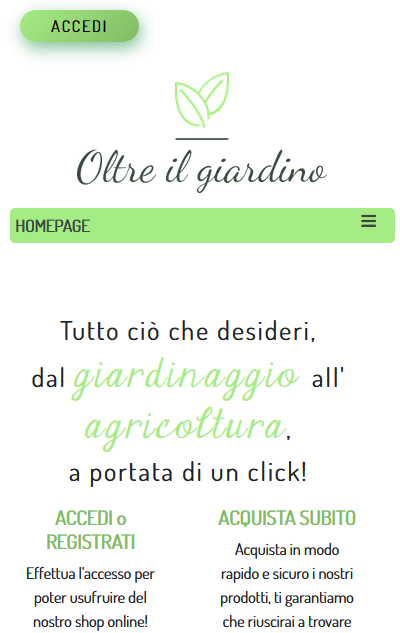 ACCEDI
Oltre il giardino
HOMEPAGE
Tutto ciò che desideri,
dal giardinaggio all'
agricoltura,
a portata di un click!
ACCEDI o
REGISTRATI
Effettua l'accesso per
poter usufruire del
nostro shop online!
ACQUISTA SUBITO
Acquista in modo
rapido e sicuro i nostri
prodotti, ti garantiamo
che riuscirai a trovare